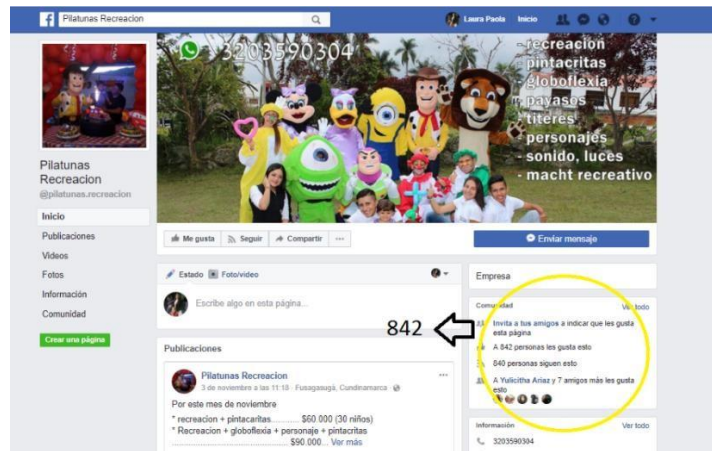 Pilatunas Recreacion
Laura Paola
Inicio
3203590304
-recreación
- pintacritas
- globoflexia
- payasos
- titeres
- personajes
- sonido, luces
- macht recreativo
Pilatunas
Recreacion
@pilatunas.recreacion
Inicio
Publicaciones
Videos
Fotos
Información
Comunidad
Crear una página
Me gusta
Seguir
Compartir
Enviar mensaje
Estado
Foto/video
Escribe algo en esta página...
842
Publicaciones
Pilatunas Recreacion
3 de noviembre a las 11:18 · Fusagasugá, Cundinamarca ·
Por este mes de noviembre
* recreacion + pintacaritas............. $60.000 (30 niños)
* Recreacion + globoflexia + personaje + pintacritas
$90.000... Ver más
Empresa
Comunidad
Ver todo
Invita a tus amigos a indicar que les gusta
esta página
A 842 personas les gusta esto
840 personas siguen esto
A Yulicitha Ariaz y 7 amigos más les gusta
esto
Información
Ver todo
3203590304